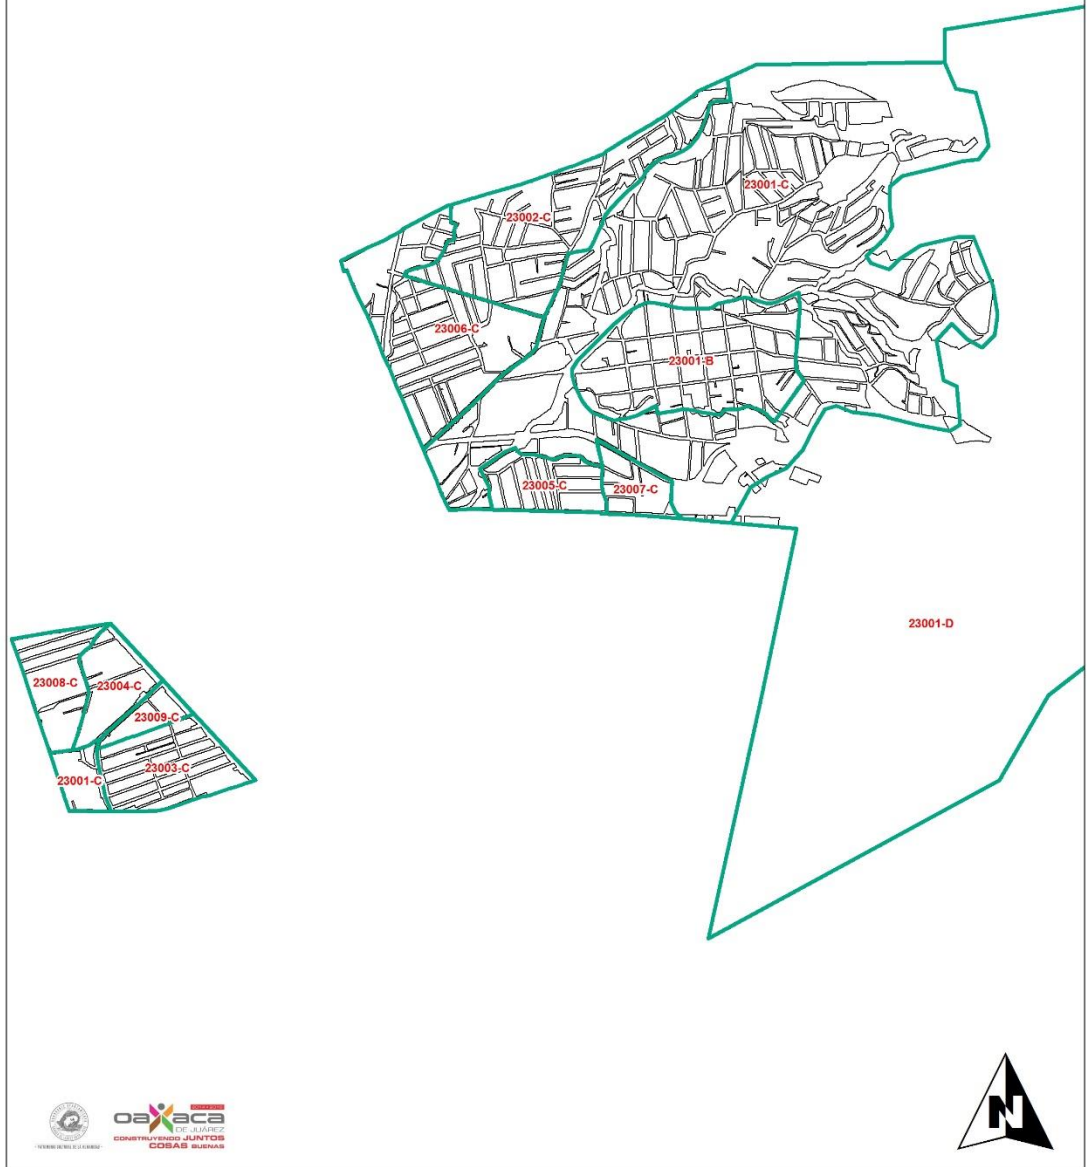 23001-C
23002-C
23006-C
23001-B
23005-C
23007-C
23001-D
23008-C
23004-C
23009-C
23003-C
23001-C
oaxaca
DE JUÁREZ
CONSTRUYENDO JUNTOS
COSAS BUENAS
N